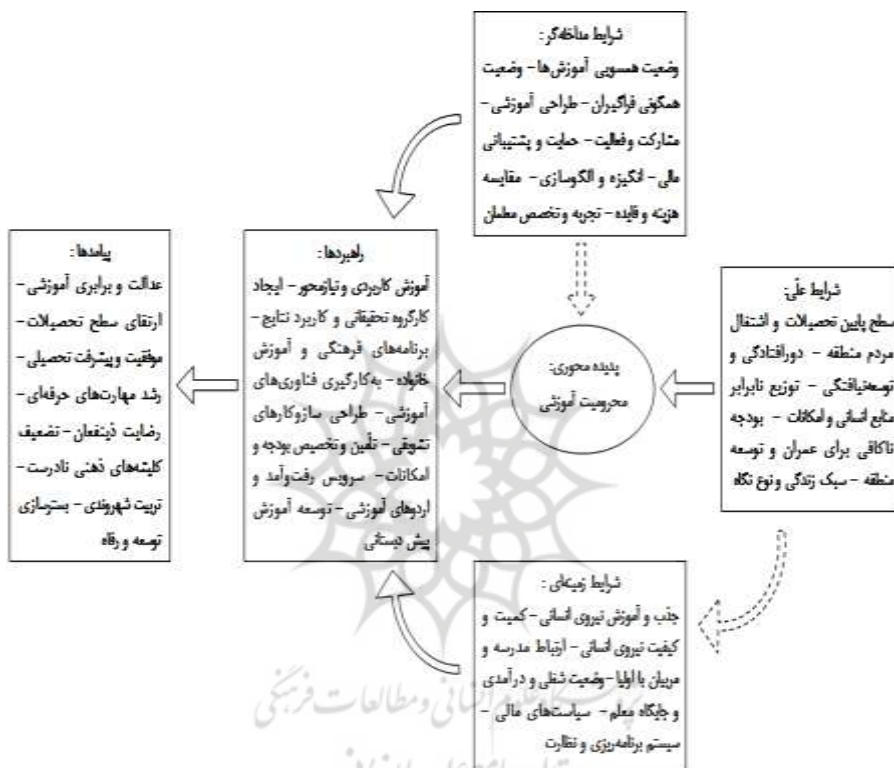 شرایط مداخله‌گر:
وضعیت همسویی آموزش‌ها – وضعیت
همگونی فراگیران – طراحی آموزشی –
مشارکت و فعالیت – حمایت و پشتیبانی
مالی – انگیزه و الگوسازی – مقایسه
هزینه و فایده – تجربه و تخصص معلمان
شرایط علّی:
سطح پایین تحصیلات و اشتغال
مردم منطقه – دورافتادگی و
توسعه‌نیافتگی – توزیع نابرابر
منابع انسانی و امکانات – بودجه
ناکافی برای عمران و توسعه
منطقه – سبک زندگی و نوع نگاه
پدیده محوری:
محرومیت آموزشی
راهبردها:
آموزش کاربردی و نیازمحور – ایجاد
کارگروه تحقیقاتی و کاربرد نتایج –
برنامه‌های فرهنگی و آموزش
خانواده – به‌کارگیری فناوری‌های
آموزشی – طراحی سازوکارهای
تشویقی – تأمین و تخصیص بودجه و
امکانات – سرویس رفت‌وآمد و
اردوهای آموزشی – توسعه آموزش
پیش دبستانی
پیامدها:
عدالت و برابری آموزشی –
ارتقای سطح تحصیلات –
موفقیت و پیشرفت تحصیلی –
رشد مهارت‌های حرفه‌ای –
رضایت ذینفعان – تضعیف
کلیشه‌های ذهنی نادرست –
تربیت شهروندی – بسترسازی
توسعه و رفاه
شرایط زمینه‌ای:
جذب و آموزش نیروی انسانی – کمیت و
کیفیت نیروی انسانی – ارتباط مدرسه و
مربیان با اولیا – وضعیت شغلی و درآمدی
و جایگاه معلم – سیاست‌های مالی –
سیستم برنامه‌ریزی و نظارت
پژوهشگاه علوم انسانی و مطالعات فرهنگی